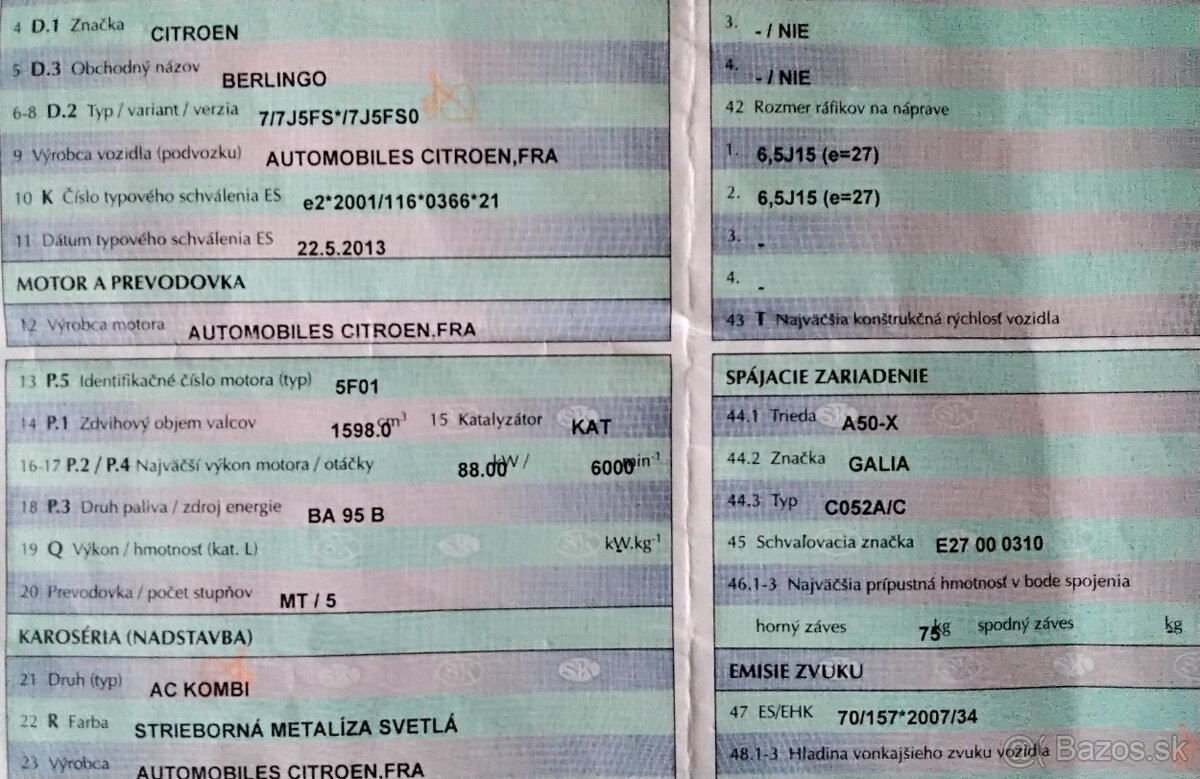 4 D.1 Značka CITROEN
5 D.3 Obchodný názov BERLINGO
6-8 D.2 Typ / variant / verzia 7/7J5FS*/7J5FS0
9 Výrobca vozidla (podvozku) AUTOMOBILES CITROEN,FRA
10 K Číslo typového schválenia ES e2*2001/116*0366*21
11 Dátum typového schválenia ES 22.5.2013
MOTOR A PREVODOVKA
12 Výrobca motora AUTOMOBILES CITROEN,FRA
13 P.5 Identifikačné číslo motora (typ) 5F01
14 P.1 Zdvihový objem valcov 1598.0 cm³ 15 Katalyzátor KAT
16-17 P.2 / P.4 Najväčší výkon motora / otáčky 88.00 kW / 6000 min⁻¹
18 P.3 Druh paliva / zdroj energie BA 95 B
19 Q Výkon / hmotnosť (kat. L) kW.kg⁻¹
20 Prevodovka / počet stupňov MT / 5
KAROSÉRIA (NADSTAVBA)
21 Druh (typ) AC KOMBI
22 R Farba STRIEBORNÁ METALÍZA SVETLÁ
23 Výrobca AUTOMOBILES CITROEN,FRA
3. - / NIE
4. - / NIE
42 Rozmer ráfikov na náprave
1. 6,5J15 (e=27)
2. 6,5J15 (e=27)
3. -
4. -
43 T Najväčšia konštrukčná rýchlosť vozidla
SPÁJACIE ZARIADENIE
44.1 Trieda A50-X
44.2 Značka GALIA
44.3 Typ C052A/C
45 Schvaľovacia značka E27 00 0310
46.1-3 Najväčšia prípustná hmotnosť v bode spojenia
horný záves 75 kg spodný záves kg
EMISIE ZVUKU
47 ES/EHK 70/157*2007/34
48.1-3 Hladina vonkajšieho zvuku vozidla
Bazos.sk